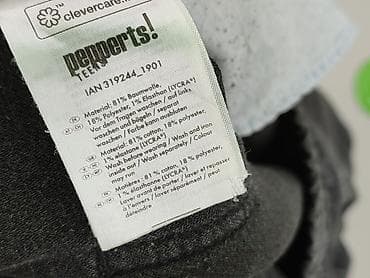 clevercare.
pepperts!
TEENS
IAN 319244_1901
Material: 81% Baumwolle,
18% Polyester, 1% Elasthan (LYCRA®)
Vor dem Tragen waschen / auf links
waschen und bügeln / separat
waschen / Farbe kann ausbluten
Material: 81% cotton, 18% polyester,
1% elastane (LYCRA®)
Wash before wearing / Wash and iron
inside out / Wash separately / Colour
may run
Matières: 81 % coton, 18 % polyester,
1 % élasthanne (LYCRA®)
Laver avant de porter / laver et repasser
à l'envers / laver séparément / peut
déteindre